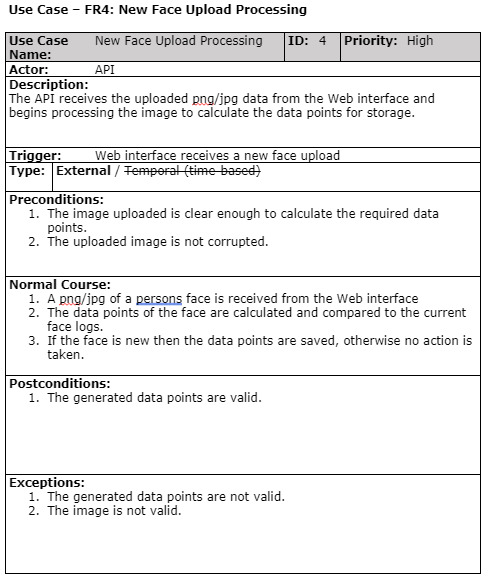 Use Case – FR4: New Face Upload Processing
Use Case Name: New Face Upload Processing ID: 4 Priority: High
Actor: API
Description:
The API receives the uploaded png/jpg data from the Web interface and
begins processing the image to calculate the data points for storage.
Trigger: Web interface receives a new face upload
Type: External / Temporal (time-based)
Preconditions:
1. The image uploaded is clear enough to calculate the required data
points.
2. The uploaded image is not corrupted.
Normal Course:
1. A png/jpg of a persons face is received from the Web interface
2. The data points of the face are calculated and compared to the current
face logs.
3. If the face is new then the data points are saved, otherwise no action is
taken.
Postconditions:
1. The generated data points are valid.
Exceptions:
1. The generated data points are not valid.
2. The image is not valid.